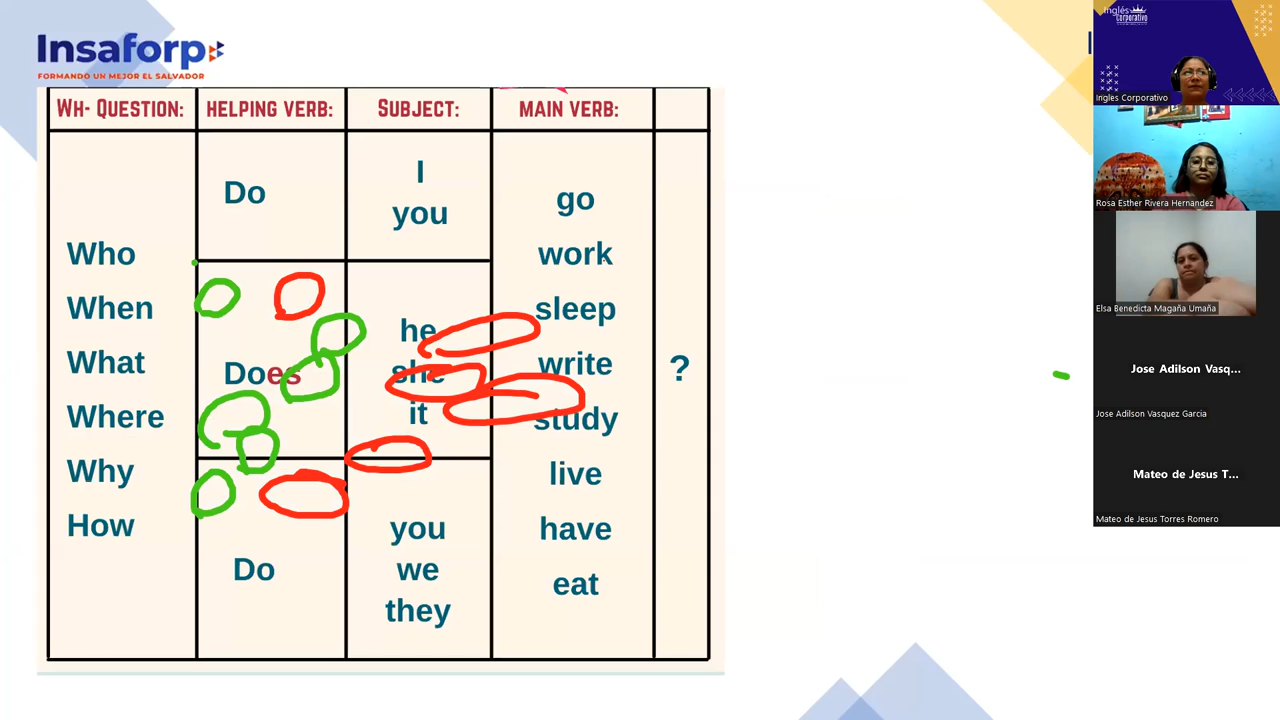 Insaforp
FORMANDO UN MEJOR EL SALVADOR
WH- QUESTION:
HELPING VERB:
SUBJECT:
MAIN VERB:
Who
When
What
Where
Why
How
Do
Does
Do
I
you
he
she
it
you
we
they
go
work
sleep
write
study
live
have
eat
?
Inglés
Corporativo
Ingles Corporativo
Rosa Esther Rivera Hernandez
Elsa Benedicta Magaña Umaña
Jose Adilson Vasq...
Jose Adilson Vasquez Garcia
Mateo de Jesus T...
Mateo de Jesus Torres Romero